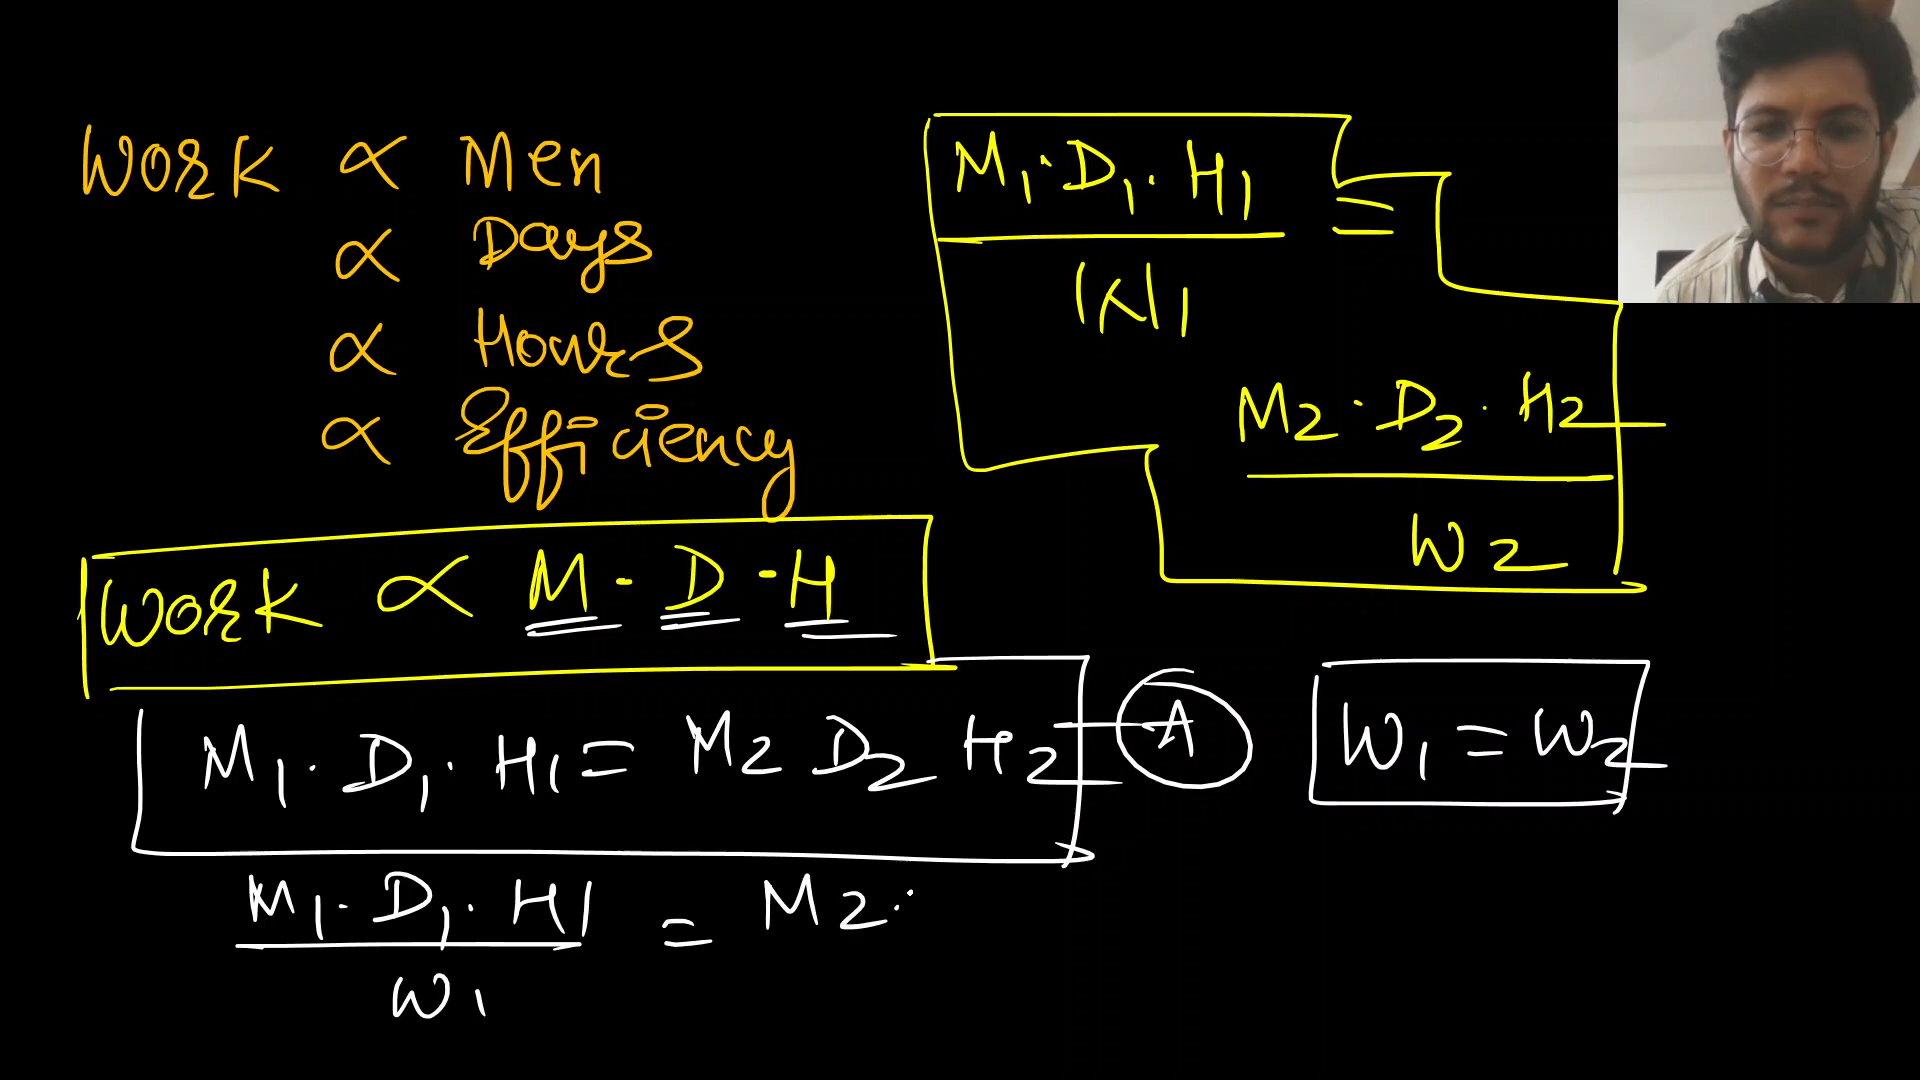 Work ∝ Men
∝ Days
∝ Hours
∝ Efficiency
Work ∝ M · D · H
M1 · D1 · H1 =
W1
M2 · D2 · H2
W2
M1 · D1 · H1 = M2 D2 H2
A
W1 = W2
M1 · D1 · H1 = M2 ·
W1